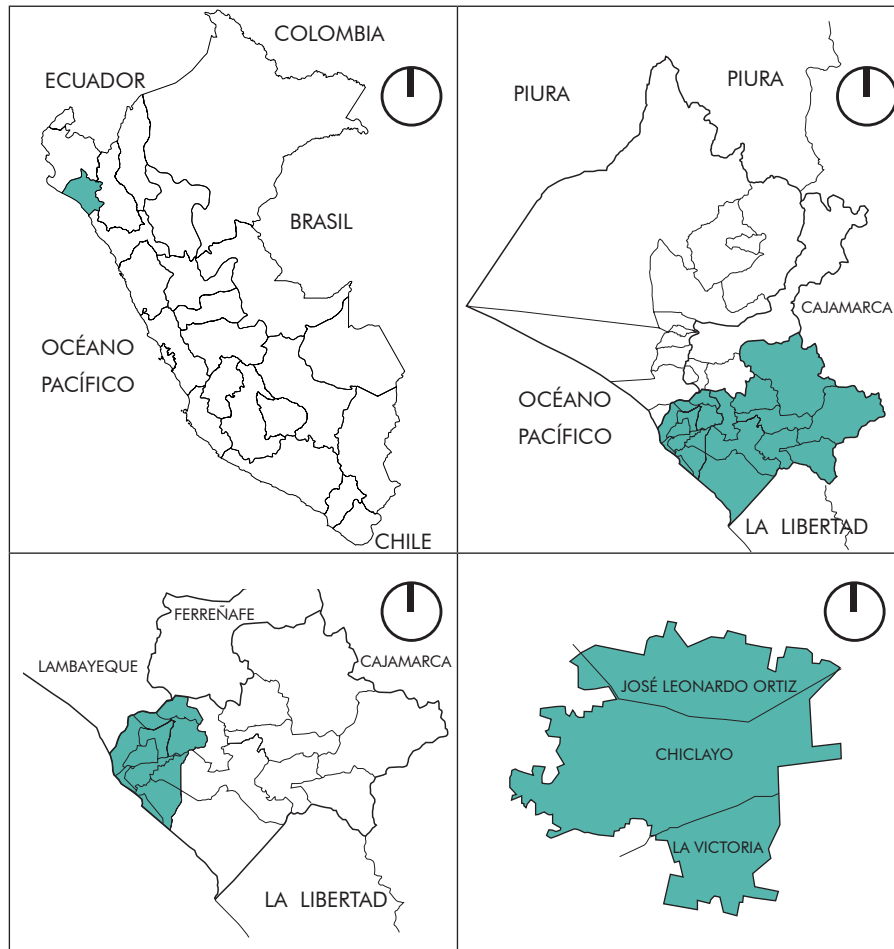 COLOMBIA
ECUADOR
BRASIL
OCÉANO
PACÍFICO
CHILE
PIURA
PIURA
CAJAMARCA
OCÉANO
PACÍFICO
LA LIBERTAD
FERREÑAFE
LAMBAYEQUE
CAJAMARCA
LA LIBERTAD
JOSÉ LEONARDO ORTIZ
CHICLAYO
LA VICTORIA